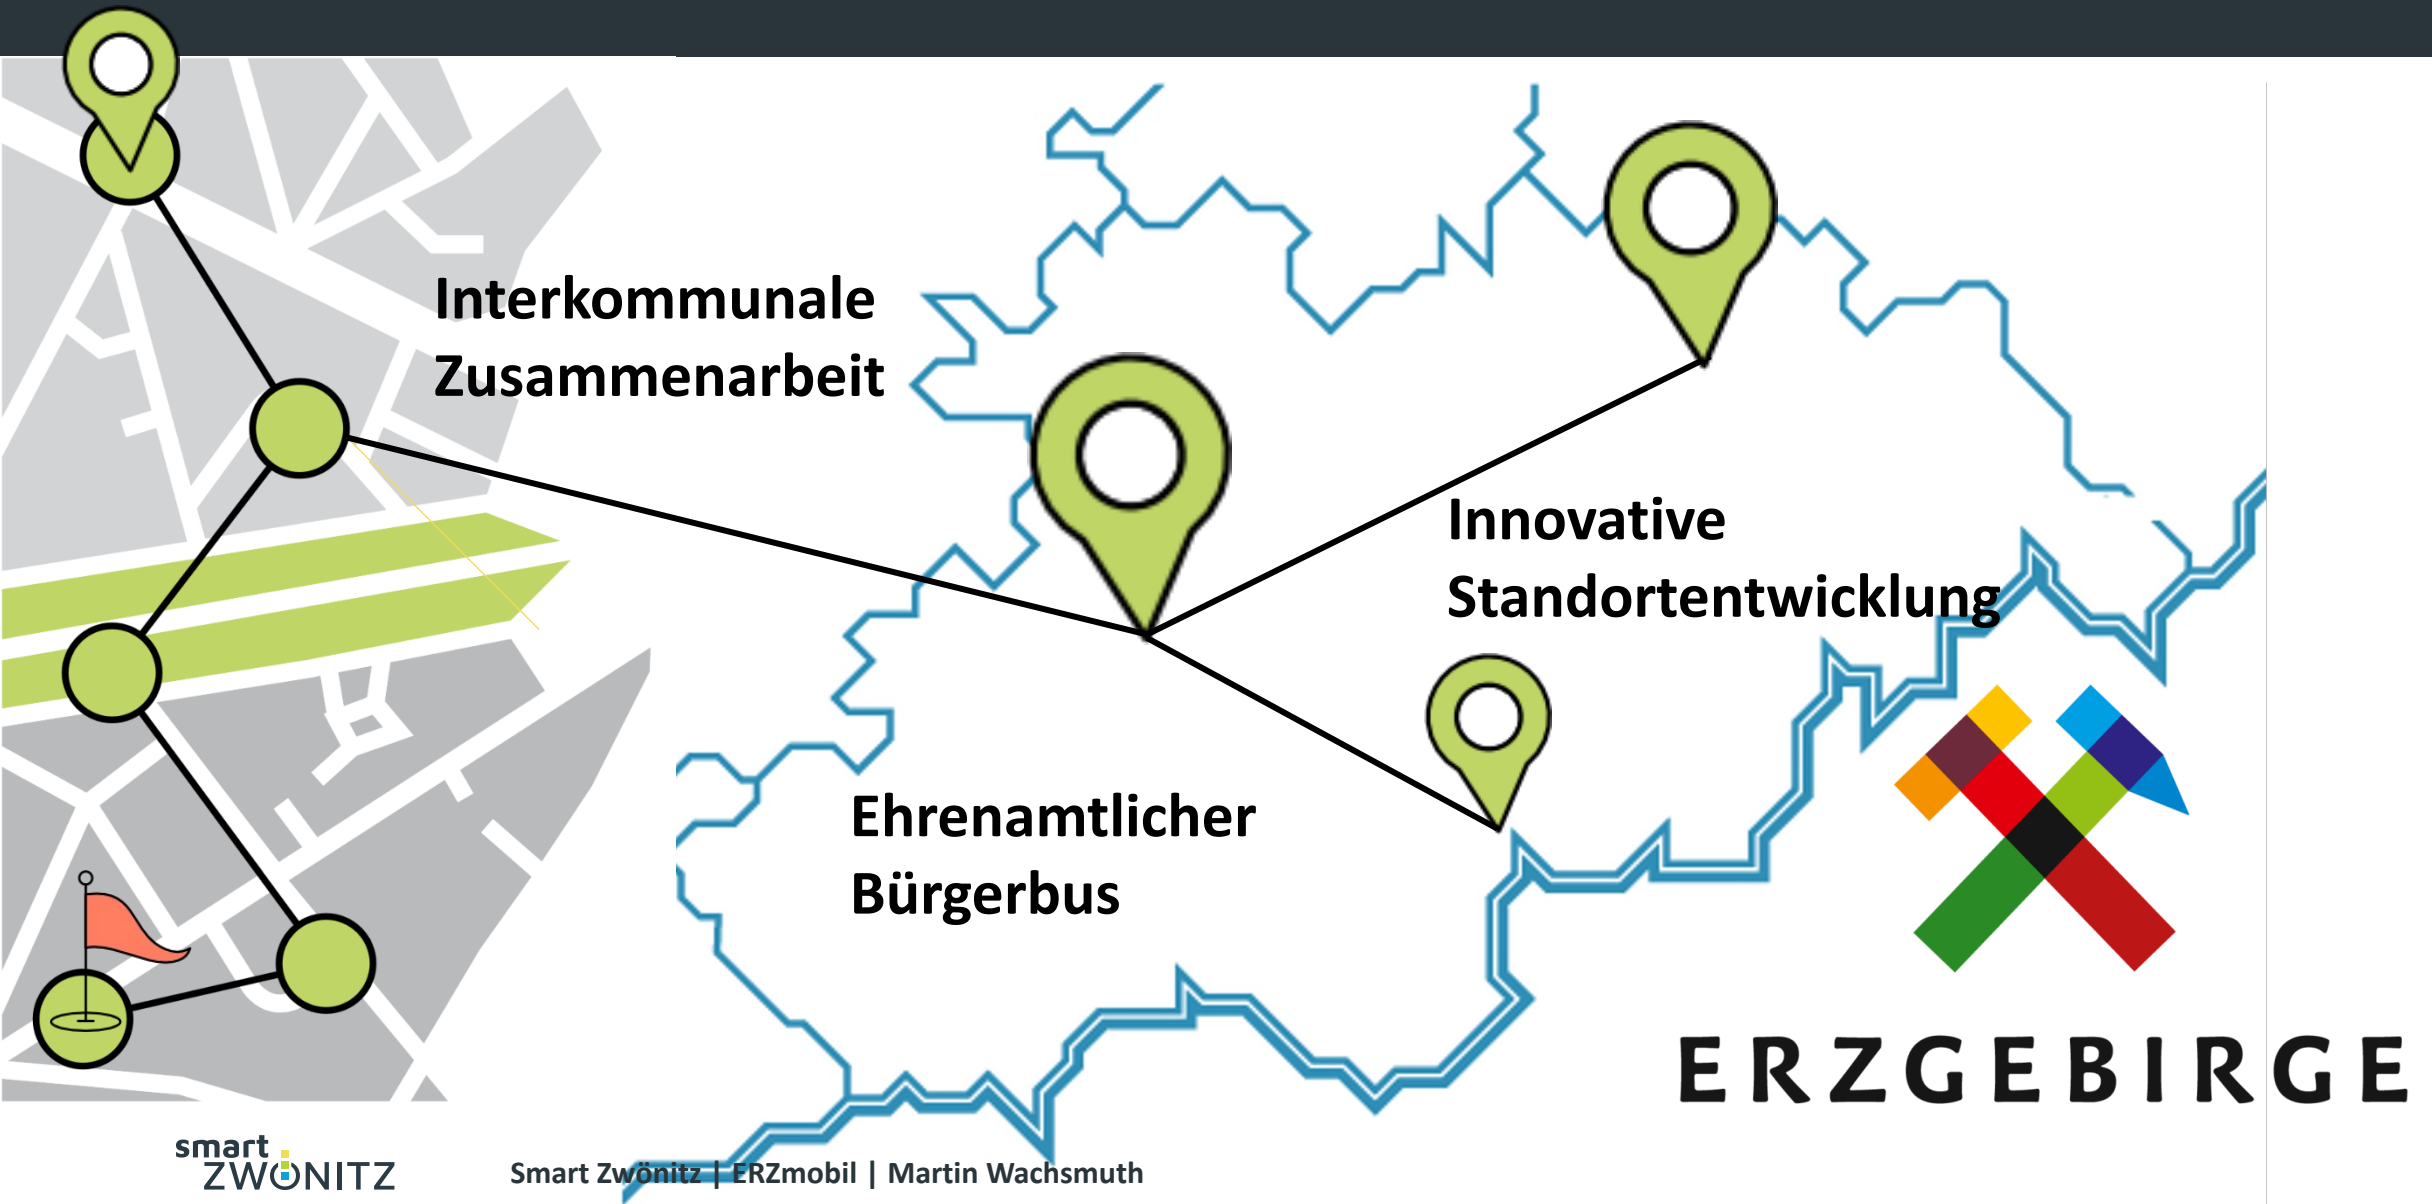 Interkommunale
Zusammenarbeit
Innovative
Standortentwicklung
Ehrenamtlicher
Bürgerbus
ERZGEBIRGE
smart
ZWÖNITZ
Smart Zwönitz | ERZmobil | Martin Wachsmuth